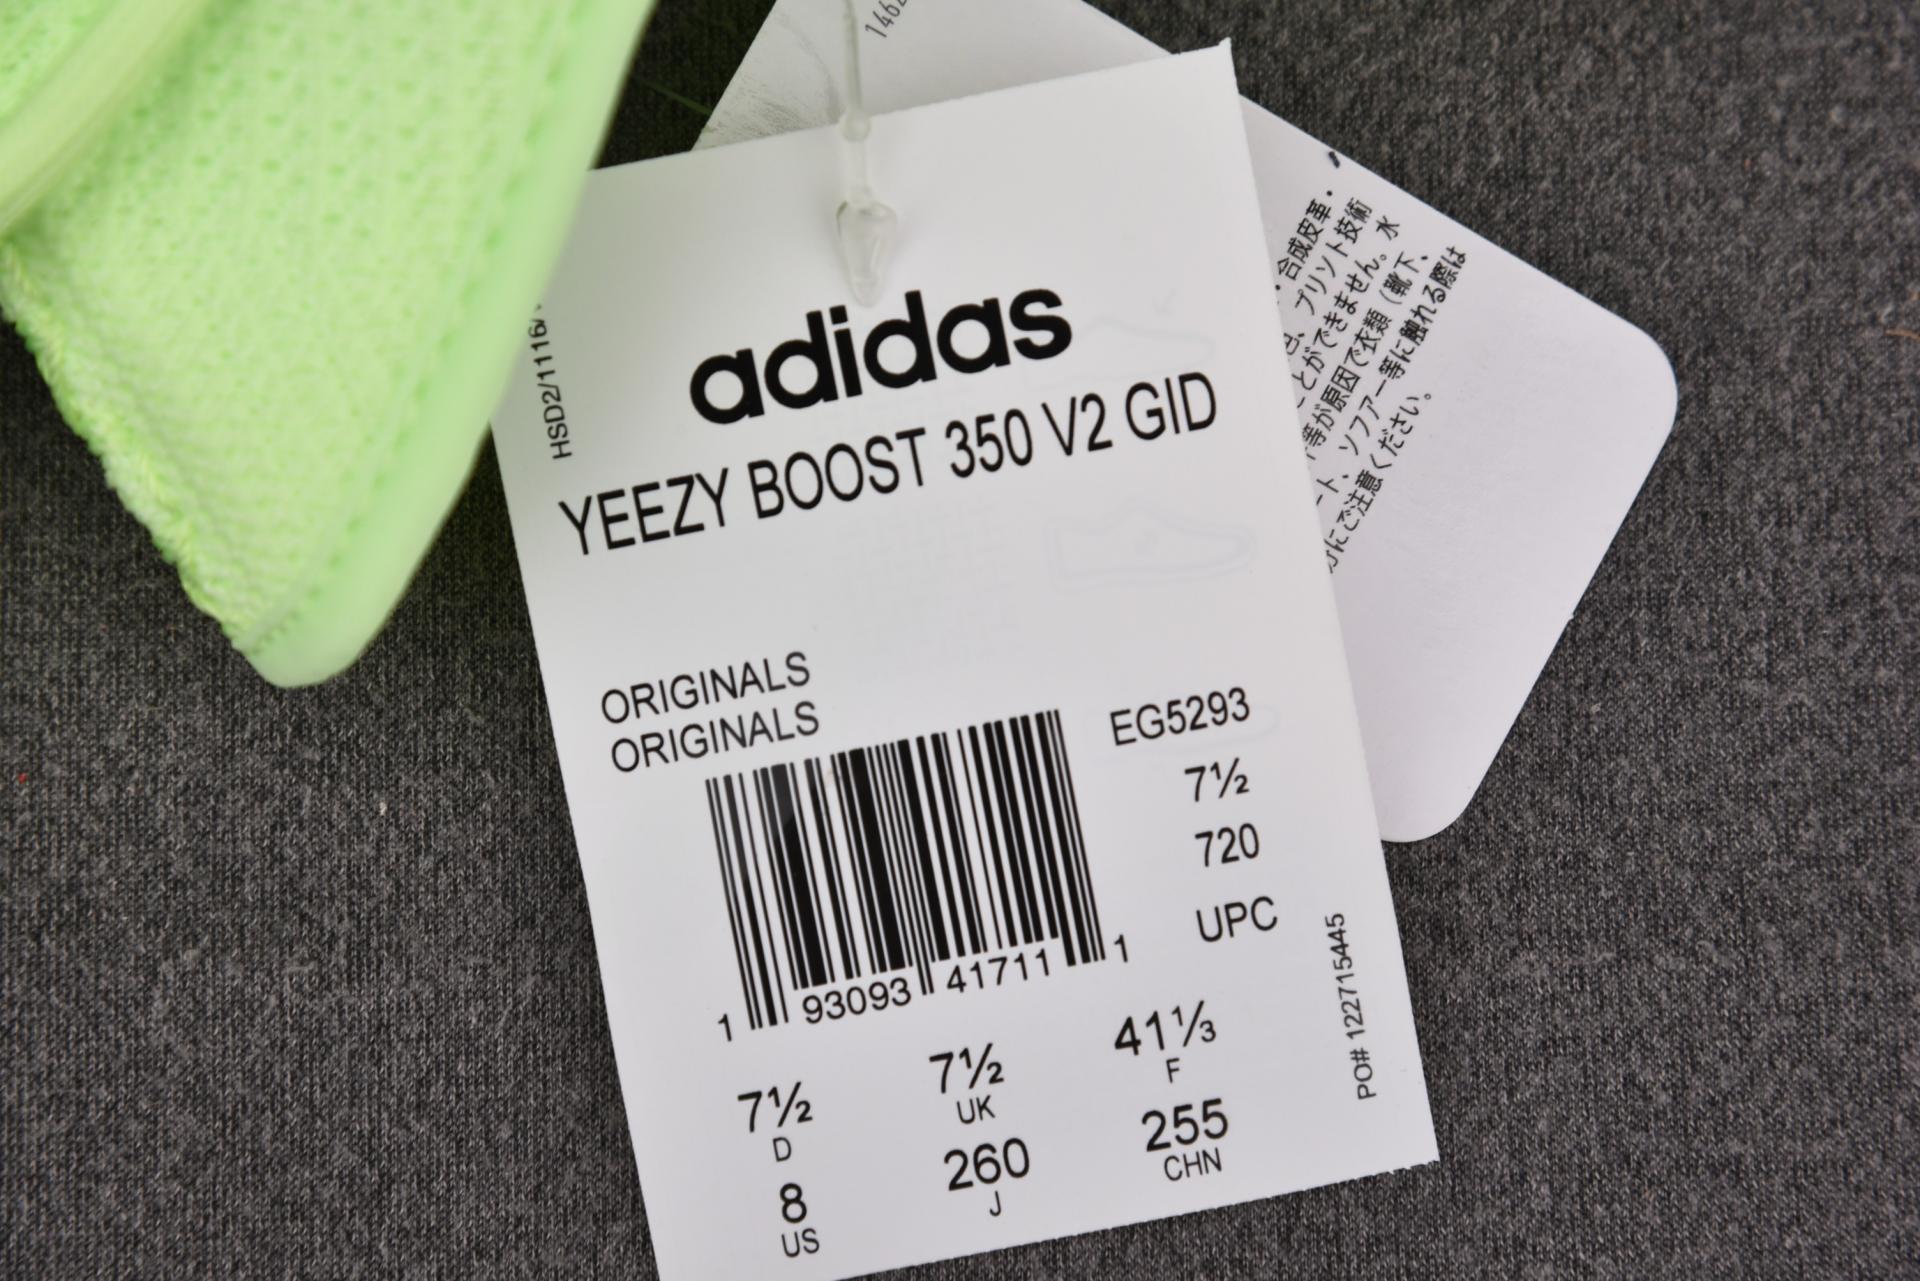 adidas
YEEZY BOOST 350 V2 GID
HSD2/1116/
ORIGINALS
ORIGINALS
EG5293
7½
720
UPC
1 93093 41711 1
7½ 7½ 41⅓
D UK F
8 260 255
US J CHN
PO# 122715445
・合成皮革・
、プリント技術
とができません。水
等が原因で衣類（靴下、
ート、ソファー等に触れる際は
にご注意ください。